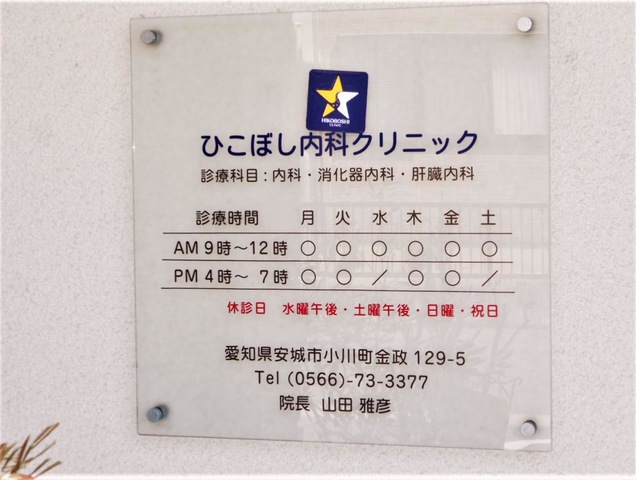 HIKOBOSHI
CLINIC
ひこぼし内科クリニック
診療科目：内科・消化器内科・肝臓内科
診療時間 月 火 水 木 金 土
AM 9時〜12時 ○ ○ ○ ○ ○ ○
PM 4時〜 7時 ○ ○ / ○ ○ /
休診日 水曜午後・土曜午後・日曜・祝日
愛知県安城市小川町金政 129-5
Tel (0566)-73-3377
院長 山田 雅彦